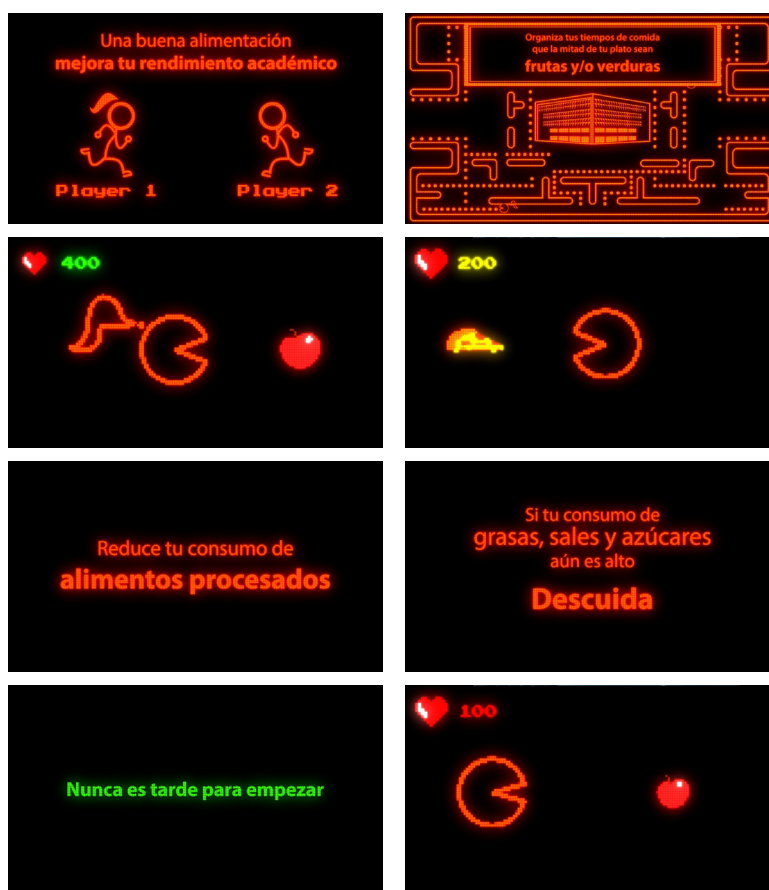 Una buena alimentación
mejora tu rendimiento académico
Player 1
Player 2
Organiza tus tiempos de comida
que la mitad de tu plato sean
frutas y/o verduras
400
200
Reduce tu consumo de
alimentos procesados
Si tu consumo de
grasas, sales y azúcares
aún es alto
Descuida
Nunca es tarde para empezar
100